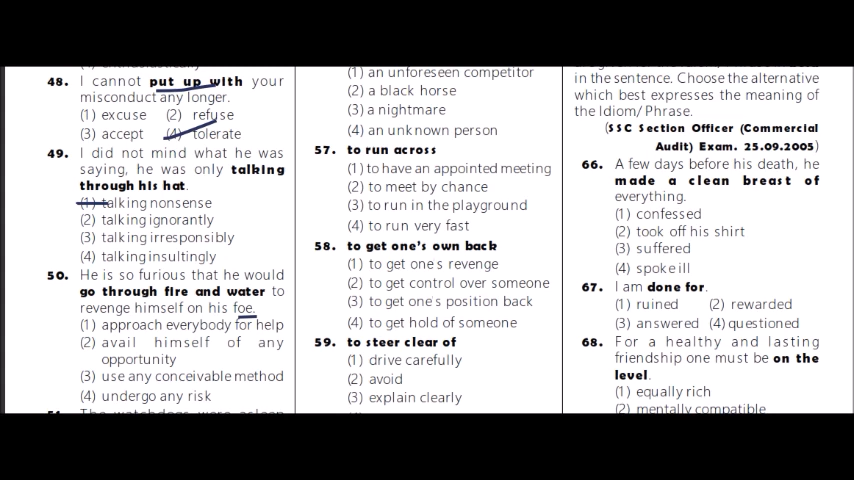 48. I cannot put up with your
misconduct any longer.
(1) excuse (2) refuse
(3) accept (4) tolerate
49. I did not mind what he was
saying, he was only talking
through his hat.
(1) talking nonsense
(2) talking ignorantly
(3) talking irresponsibly
(4) talking insultingly
50. He is so furious that he would
go through fire and water to
revenge himself on his foe.
(1) approach everybody for help
(2) avail himself of any
opportunity
(3) use any conceivable method
(4) undergo any risk
(1) an unforeseen competitor
(2) a black horse
(3) a nightmare
(4) an unknown person
57. to run across
(1) to have an appointed meeting
(2) to meet by chance
(3) to run in the playground
(4) to run very fast
58. to get one's own back
(1) to get one's revenge
(2) to get control over someone
(3) to get one's position back
(4) to get hold of someone
59. to steer clear of
(1) drive carefully
(2) avoid
(3) explain clearly
in the sentence. Choose the alternative
which best expresses the meaning of
the Idiom/ Phrase.
(SSC Section Officer (Commercial
Audit) Exam. 25.09.2005)
66. A few days before his death, he
made a clean breast of
everything.
(1) confessed
(2) took off his shirt
(3) suffered
(4) spoke ill
67. I am done for.
(1) ruined (2) rewarded
(3) answered (4) questioned
68. For a healthy and lasting
friendship one must be on the
level.
(1) equally rich
(2) mentally compatible